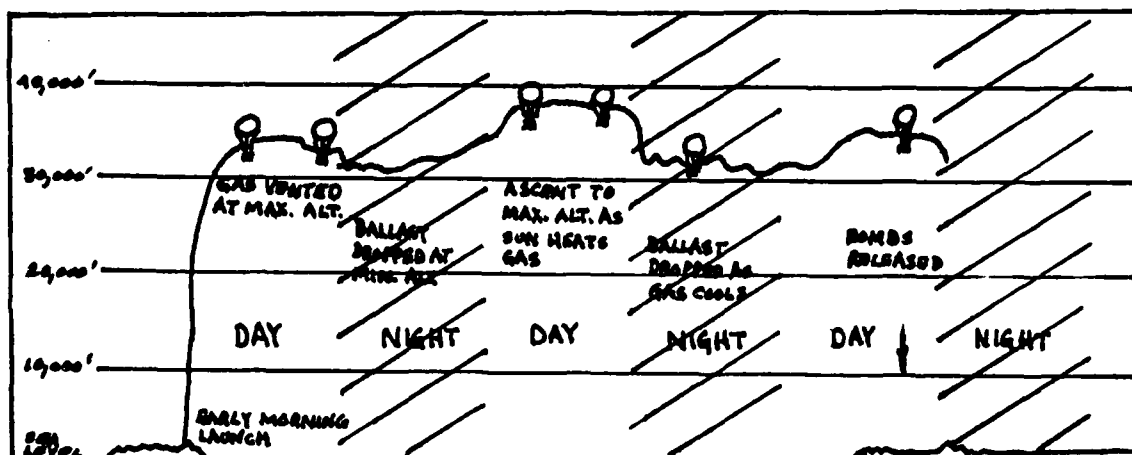 40,000'
30,000'
GAS VENTED
AT MAX. ALT.
BALLAST
DROPPED AT
MIN. ALT.
ASCENT TO
MAX. ALT. AS
SUN HEATS
GAS
BALLAST
DROPPED AS
GAS COOLS
BOMBS
RELEASED
20,000'
DAY
NIGHT
DAY
NIGHT
DAY
NIGHT
10,000'
EARLY MORNING
LAUNCH
SEA
LEVEL